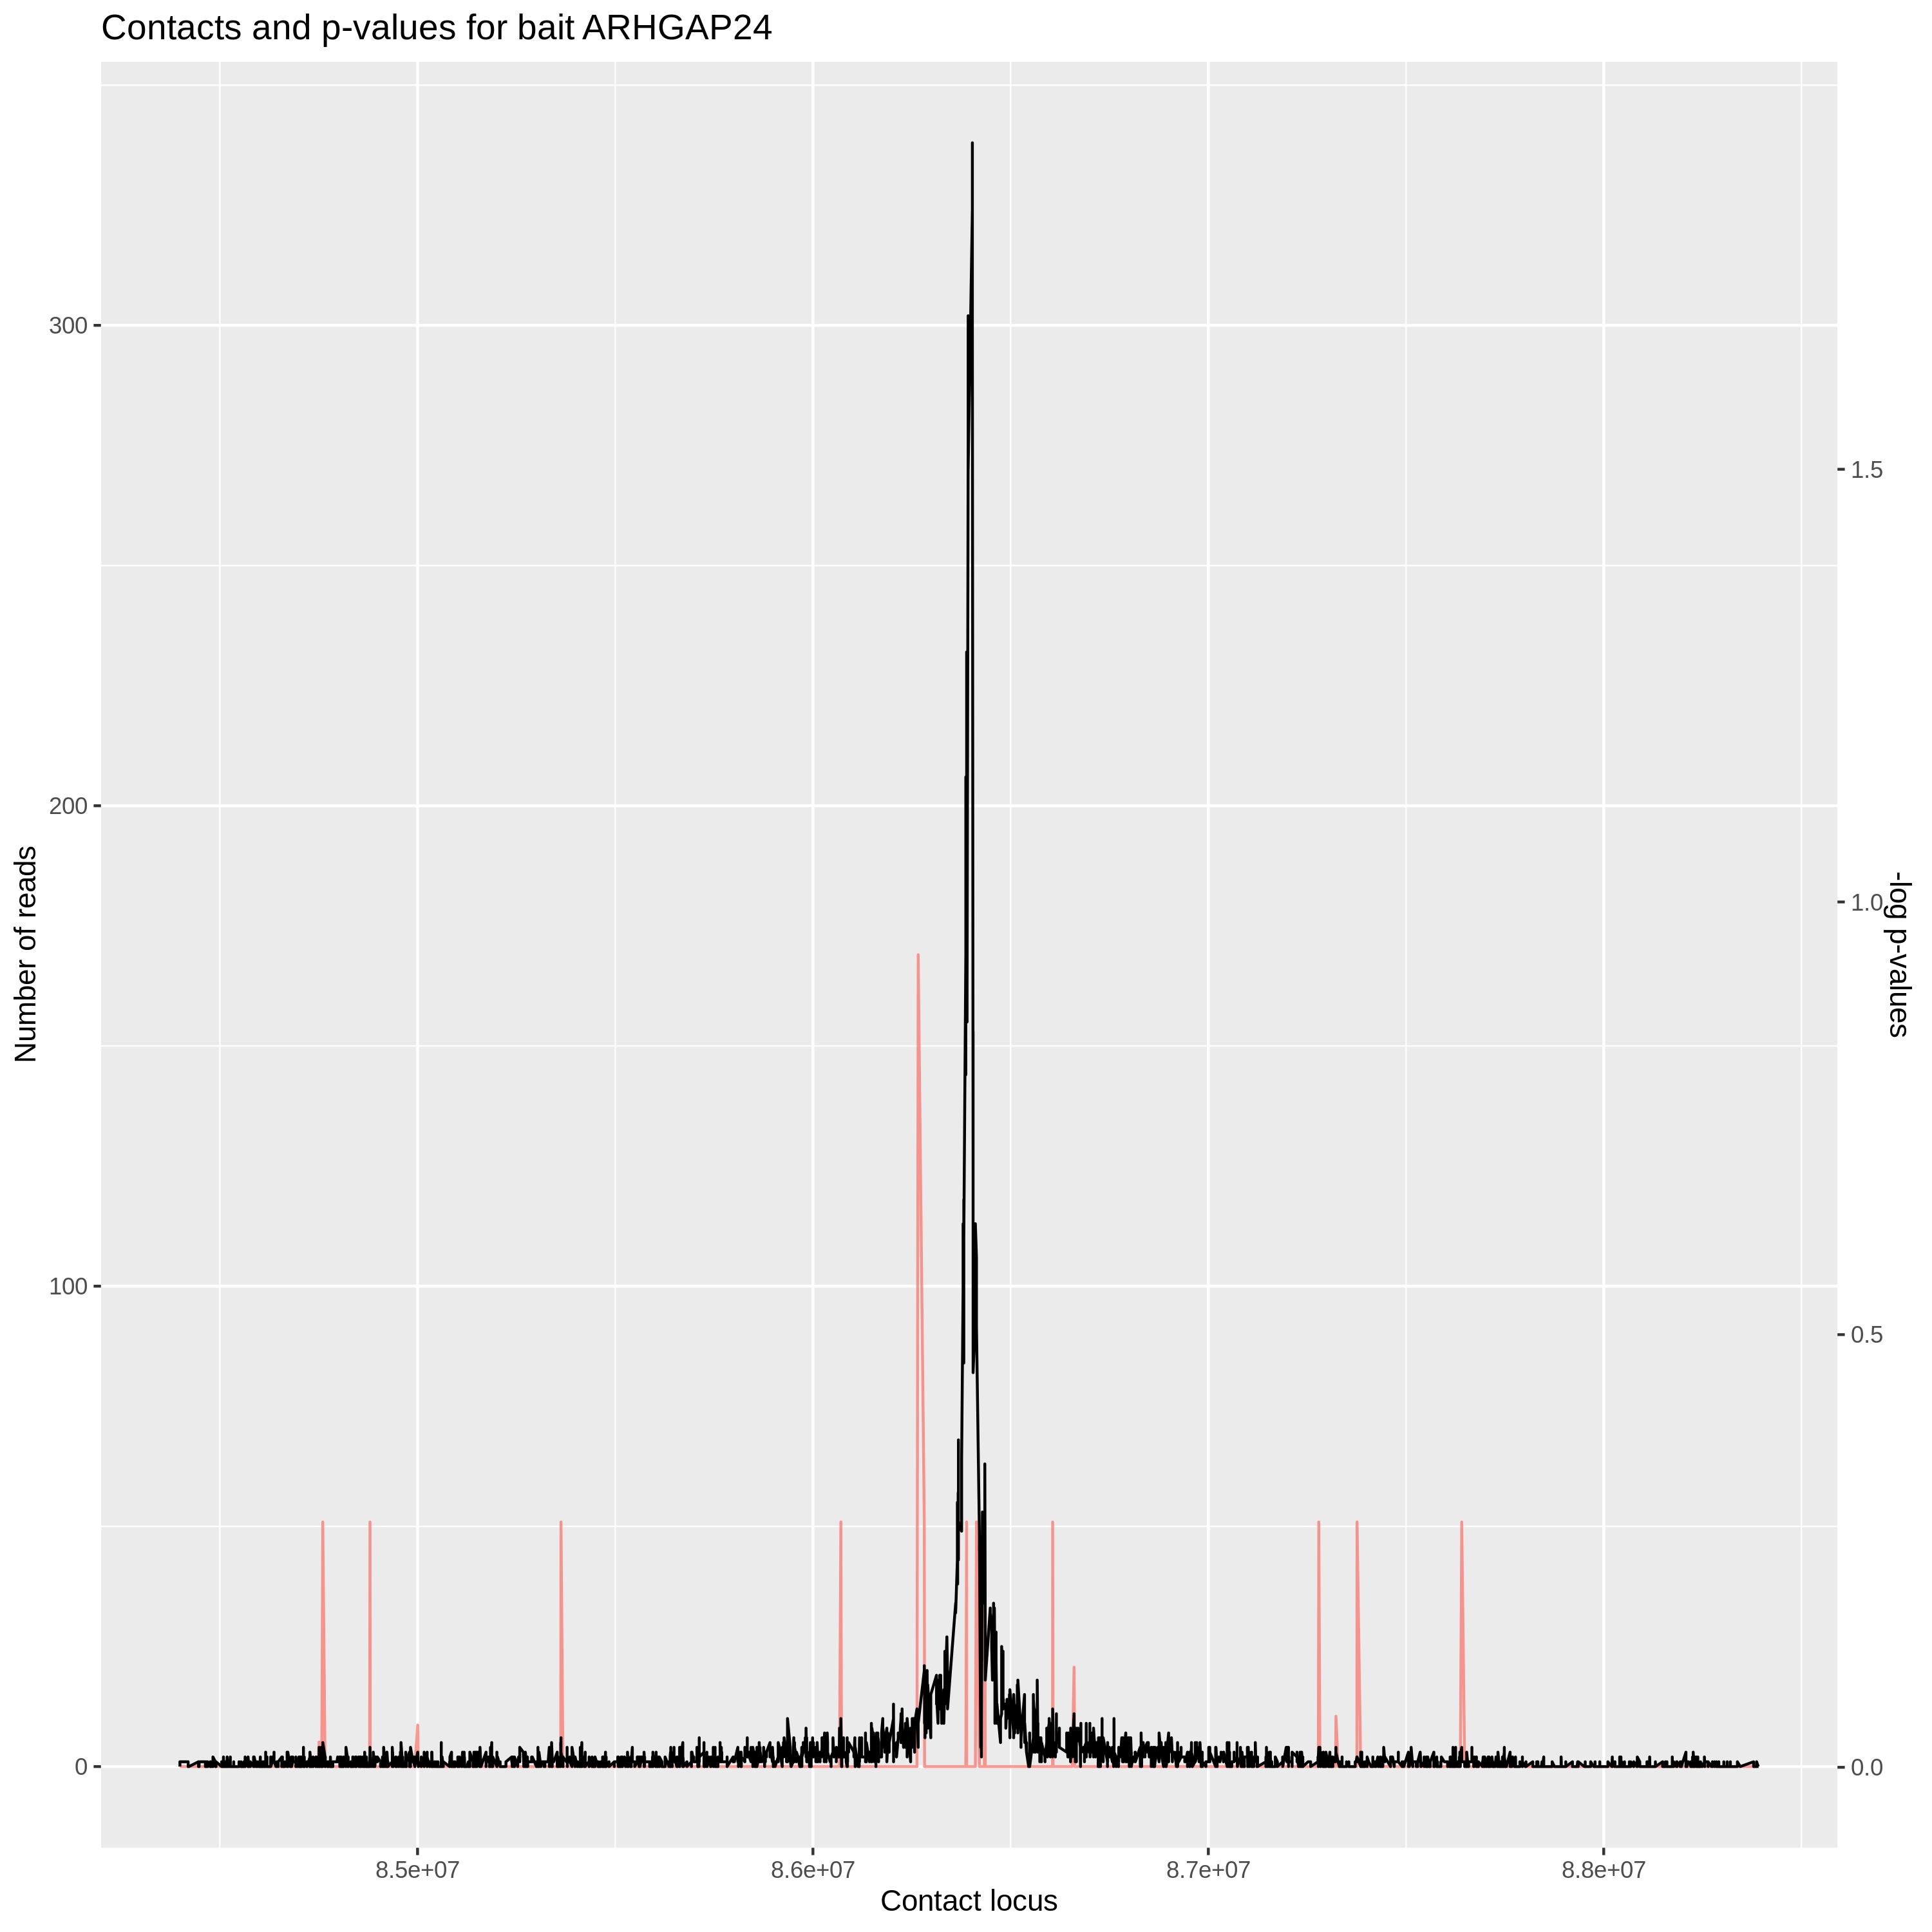 Contacts and p-values for bait ARHGAP24
Number of reads
300
200
100
0
1.5
1.0
0.5
0.0
-log p-values
8.5e+07 8.6e+07 8.7e+07 8.8e+07
Contact locus